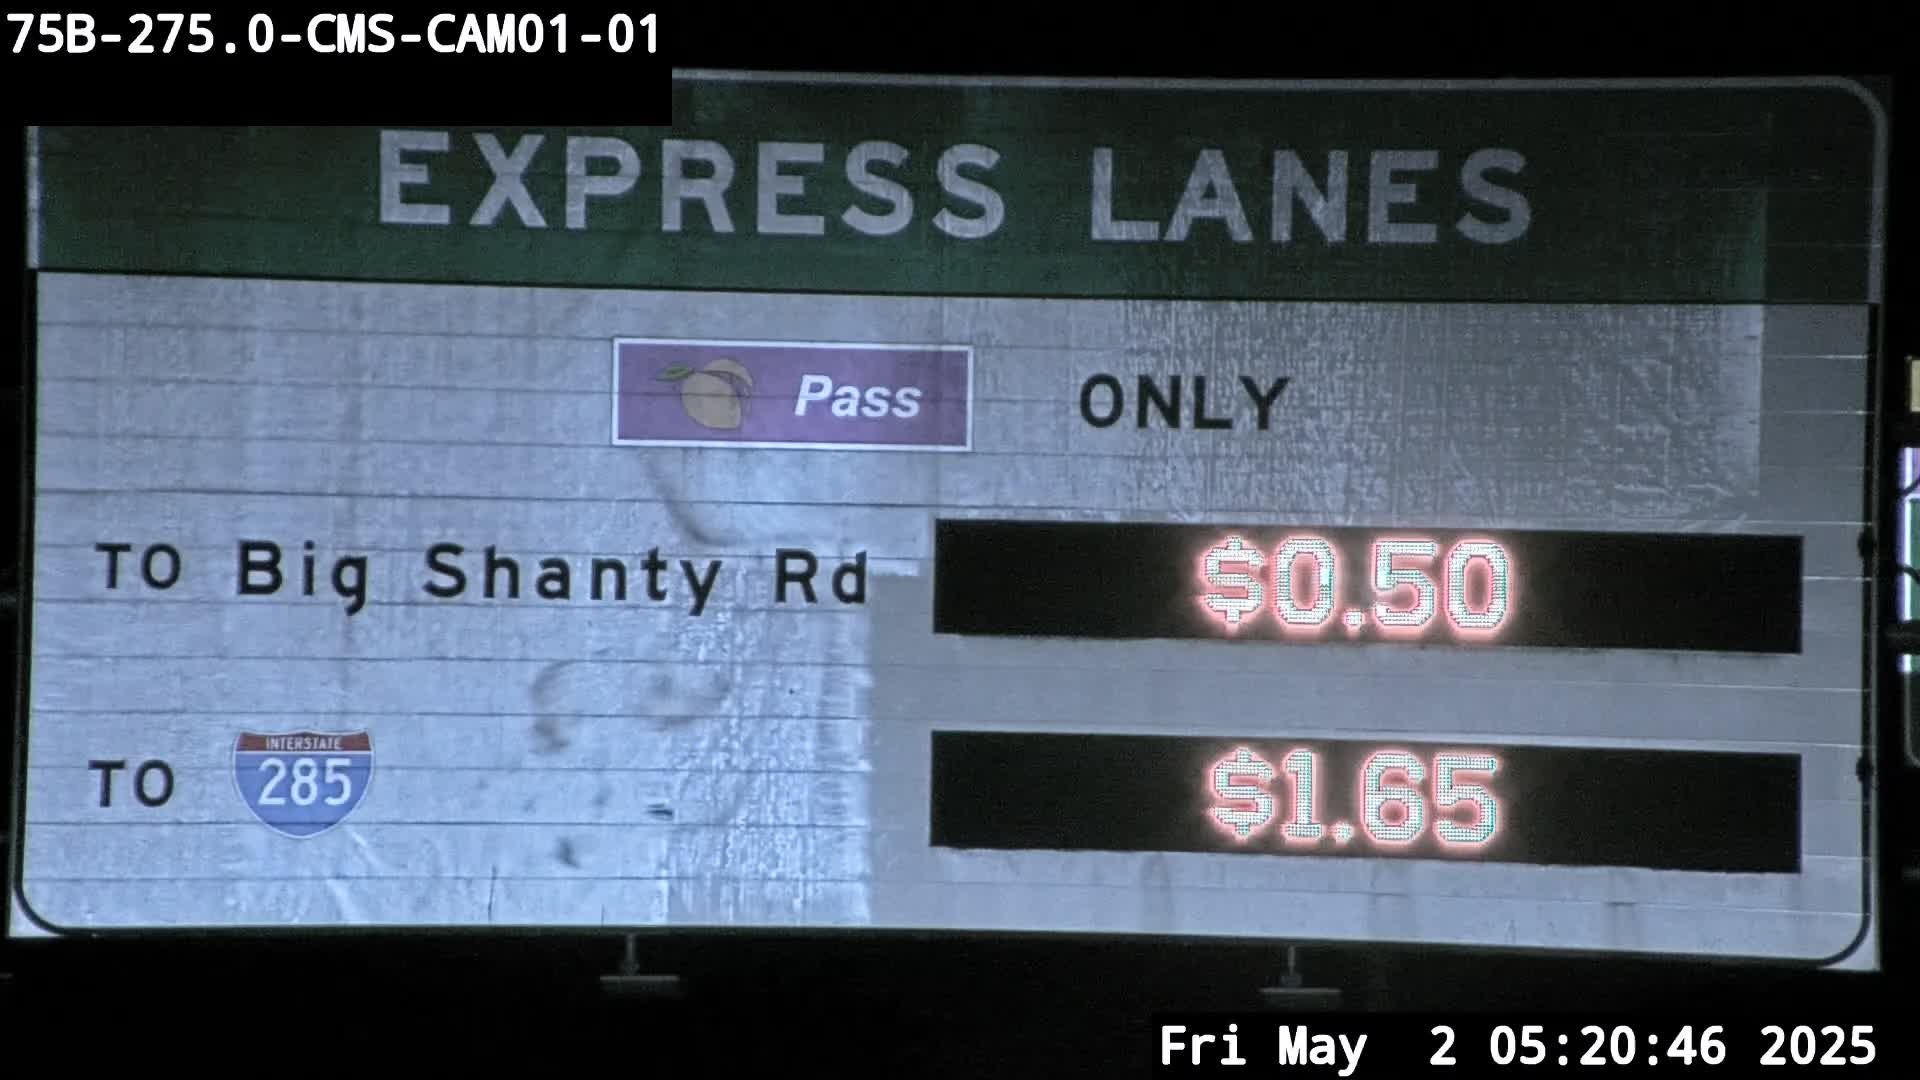 75B-275.0-CMS-CAM01-01
EXPRESS LANES
Pass ONLY
TO Big Shanty Rd $0.50
TO INTERSTATE 285 $1.65
Fri May 2 05:20:46 2025